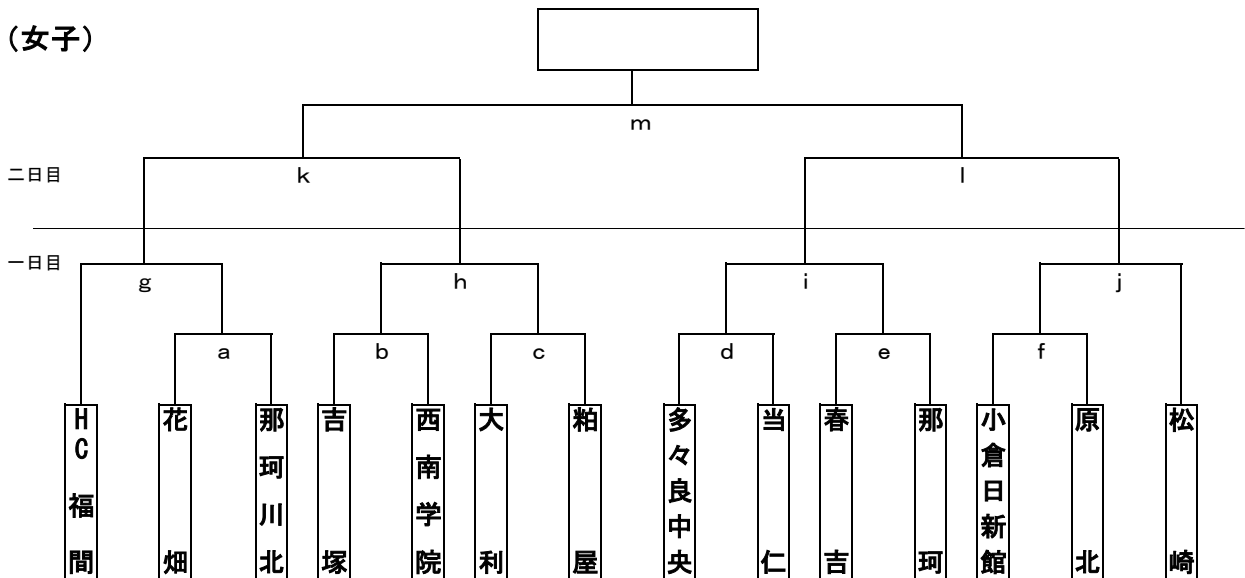 (女子)
m
二日目
k
l
一日目
g
h
i
j
a
b
c
d
e
f
HC福間
花畑
那珂川北
吉塚
西南学院
大利
粕屋
多々良中央
当仁
春吉
那珂
小倉日新館
原北
松崎